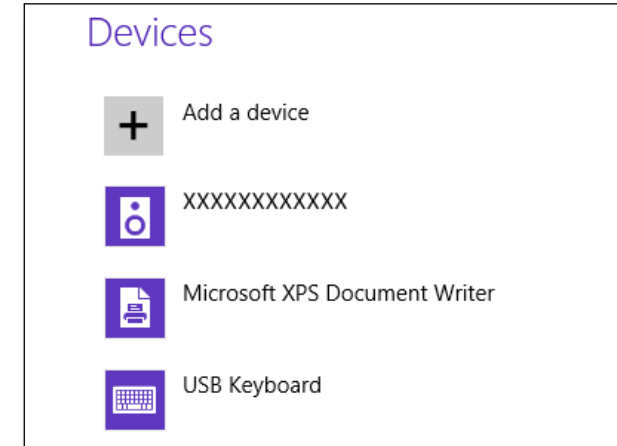 Devices
Add a device
XXXXXXXXXXXX
Microsoft XPS Document Writer
USB Keyboard